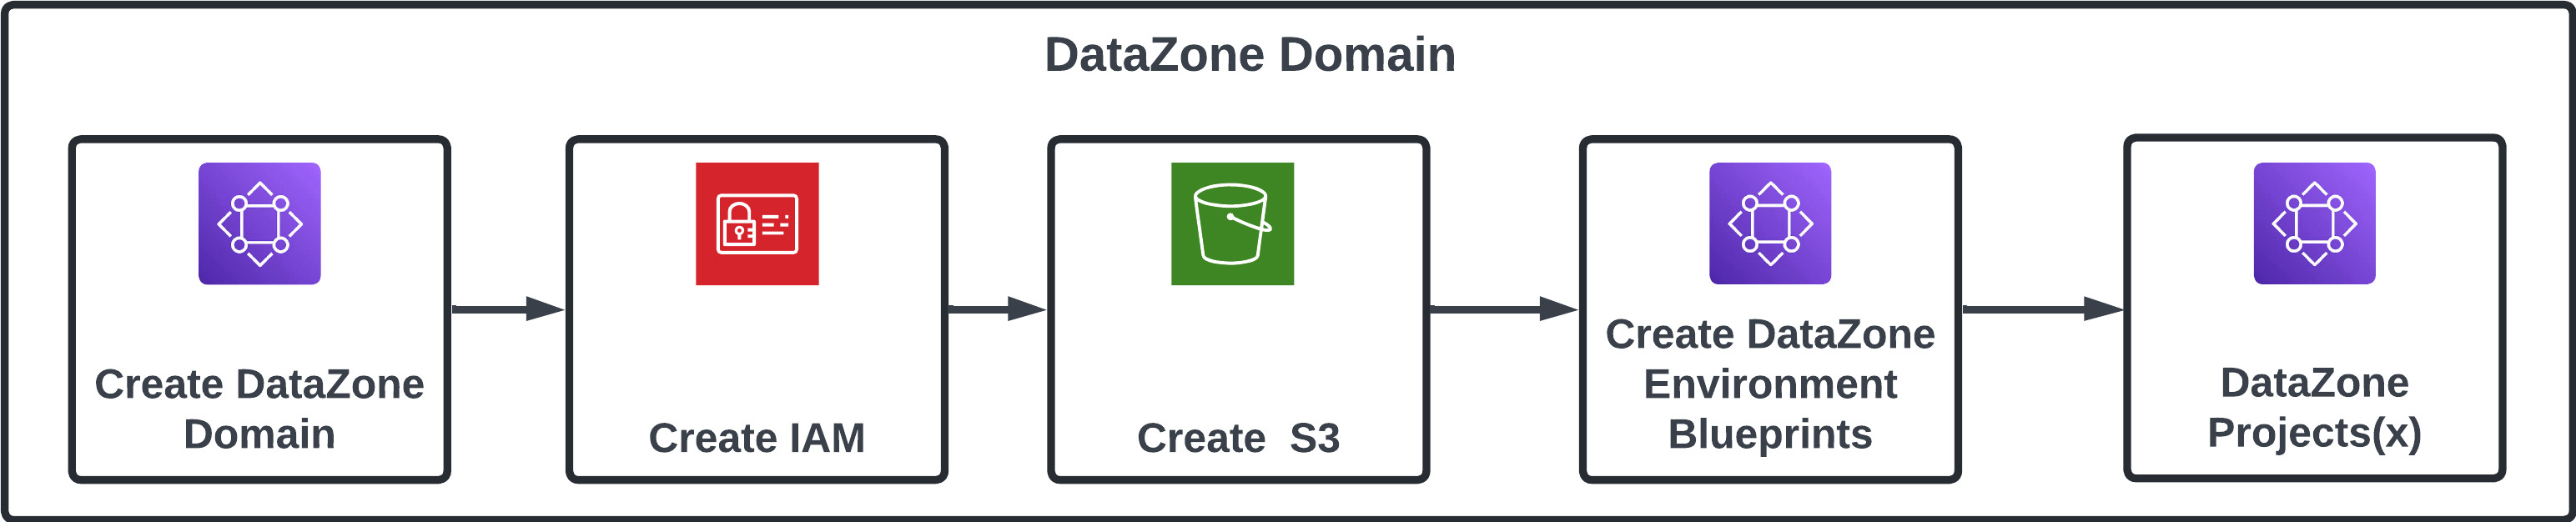 DataZone Domain
Create DataZone
Domain
Create IAM
Create  S3
Create DataZone
Environment
Blueprints
DataZone
Projects(x)